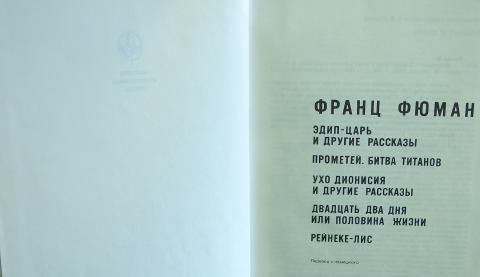 ФРАНЦ ФЮМАН
ЭДИП-ЦАРЬ
И ДРУГИЕ РАССКАЗЫ
ПРОМЕТЕЙ. БИТВА ТИТАНОВ
УХО ДИОНИСИЯ
И ДРУГИЕ РАССКАЗЫ
ДВАДЦАТЬ ДВА ДНЯ
ИЛИ ПОЛОВИНА ЖИЗНИ
РЕЙНЕКЕ-ЛИС
Перевод с немецкого